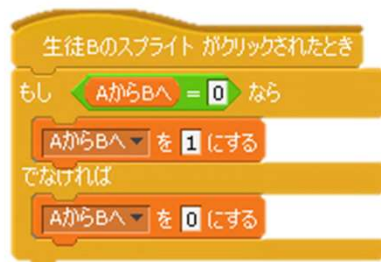 生徒Bのスプライト がクリックされたとき
もし AからBへ = 0 なら
AからBへ を 1 にする
でなければ
AからBへ を 0 にする